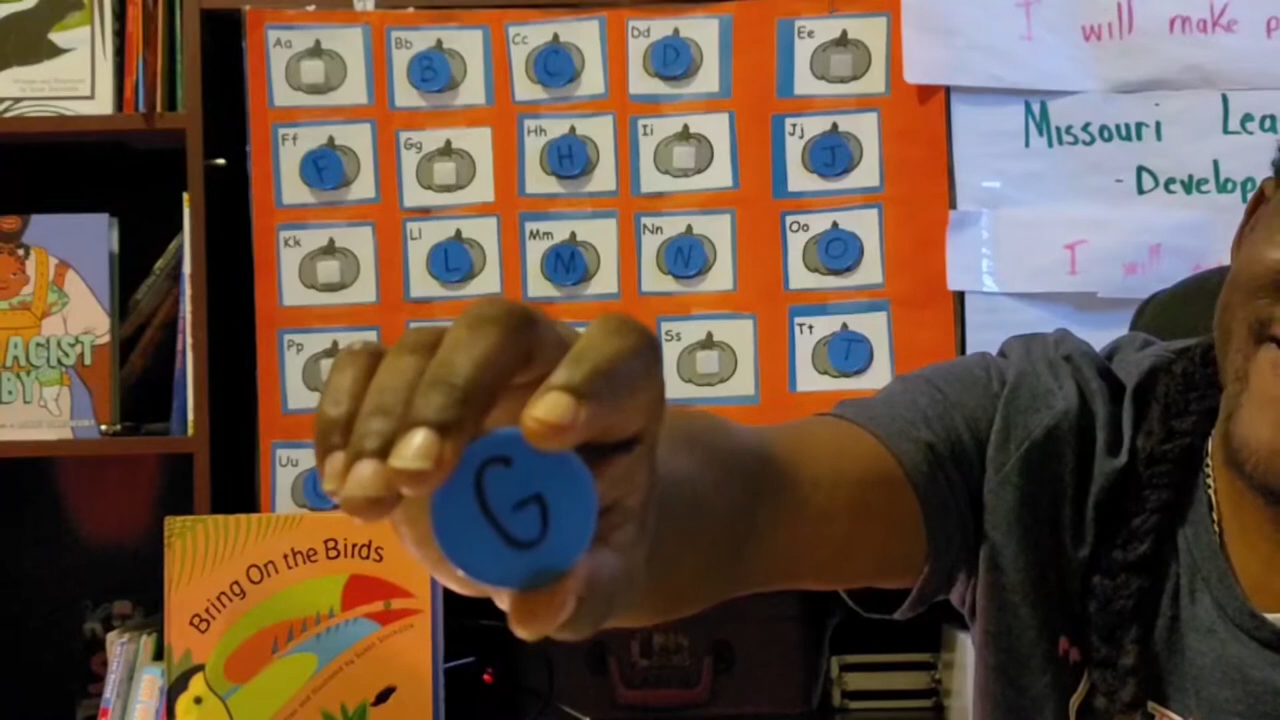 Aa
Bb B
Cc C
Dd D
Ee
Ff F
Gg
Hh H
Ii
Jj J
Kk
Ll L
Mm M
Nn N
Oo O
Pp
Ss
Tt T
Uu
G
I will make
Missouri
- Develop
I will
ACIST
BY
Bring On the Birds